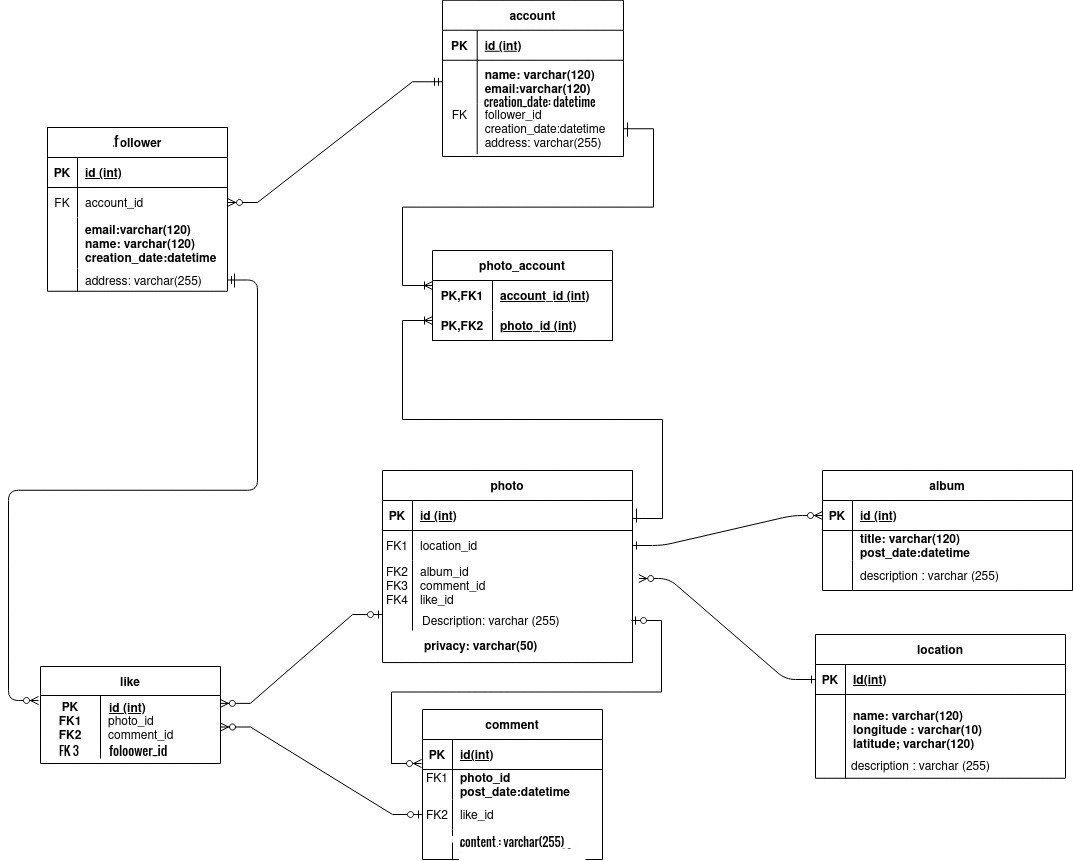 account
PK id (int)
name: varchar(120)
email:varchar(120)
creation_date: datetime
FK follower_id
creation_date:datetime
address: varchar(255)
.follower
PK id (int)
FK account_id
email:varchar(120)
name: varchar(120)
creation_date:datetime
address: varchar(255)
photo_account
PK,FK1 account_id (int)
PK,FK2 photo_id (int)
photo
PK id (int)
FK1 location_id
FK2 album_id
FK3 comment_id
FK4 like_id
Description: varchar (255)
privacy: varchar(50)
album
PK id (int)
title: varchar(120)
post_date:datetime
description : varchar (255)
location
PK Id(int)
name: varchar(120)
longitude : varchar(10)
latitude; varchar(120)
description : varchar (255)
like
PK id (int)
FK1 photo_id
FK2 comment_id
FK 3 foloower_id
comment
PK id(int)
FK1 photo_id
post_date:datetime
FK2 like_id
content : varchar(255)